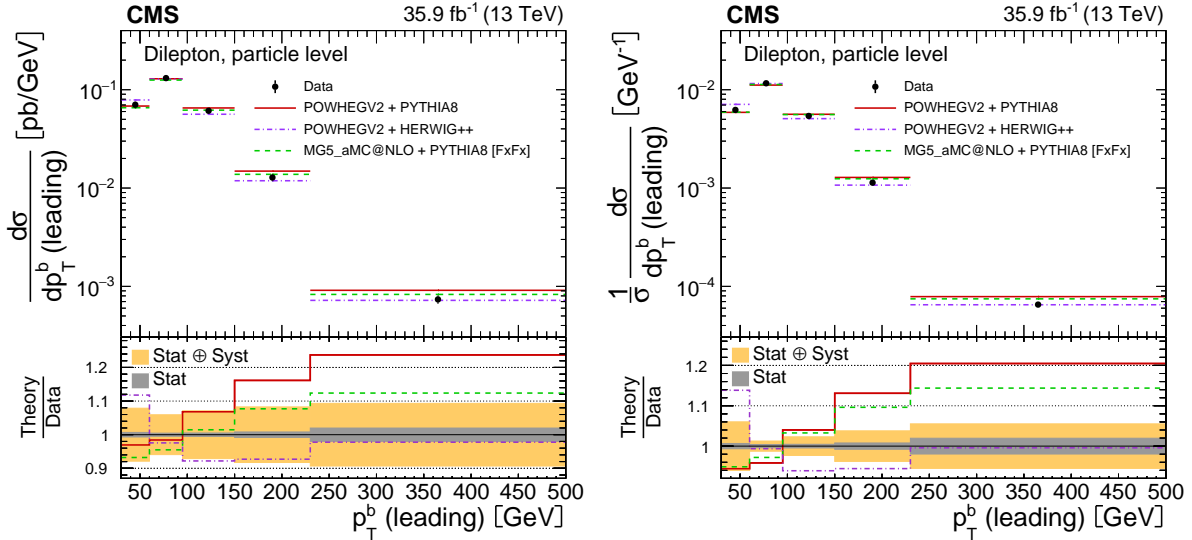 CMS 35.9 fb⁻¹ (13 TeV)
Dilepton, particle level
Data
POWHEGV2 + PYTHIA8
POWHEGV2 + HERWIG++
MG5_aMC@NLO + PYTHIA8 [FxFx]
dσ / dp_T^b (leading) [pb/GeV]
10⁻¹
10⁻²
10⁻³
Stat ⊕ Syst
Stat
Theory
Data
1.2
1.1
1
0.9
50 100 150 200 250 300 350 400 450 500
p_T^b (leading) [GeV]
CMS 35.9 fb⁻¹ (13 TeV)
Dilepton, particle level
Data
POWHEGV2 + PYTHIA8
POWHEGV2 + HERWIG++
MG5_aMC@NLO + PYTHIA8 [FxFx]
1/σ dσ / dp_T^b (leading) [GeV⁻¹]
10⁻²
10⁻³
10⁻⁴
Stat ⊕ Syst
Stat
Theory
Data
1.2
1.1
1
50 100 150 200 250 300 350 400 450 500
p_T^b (leading) [GeV]